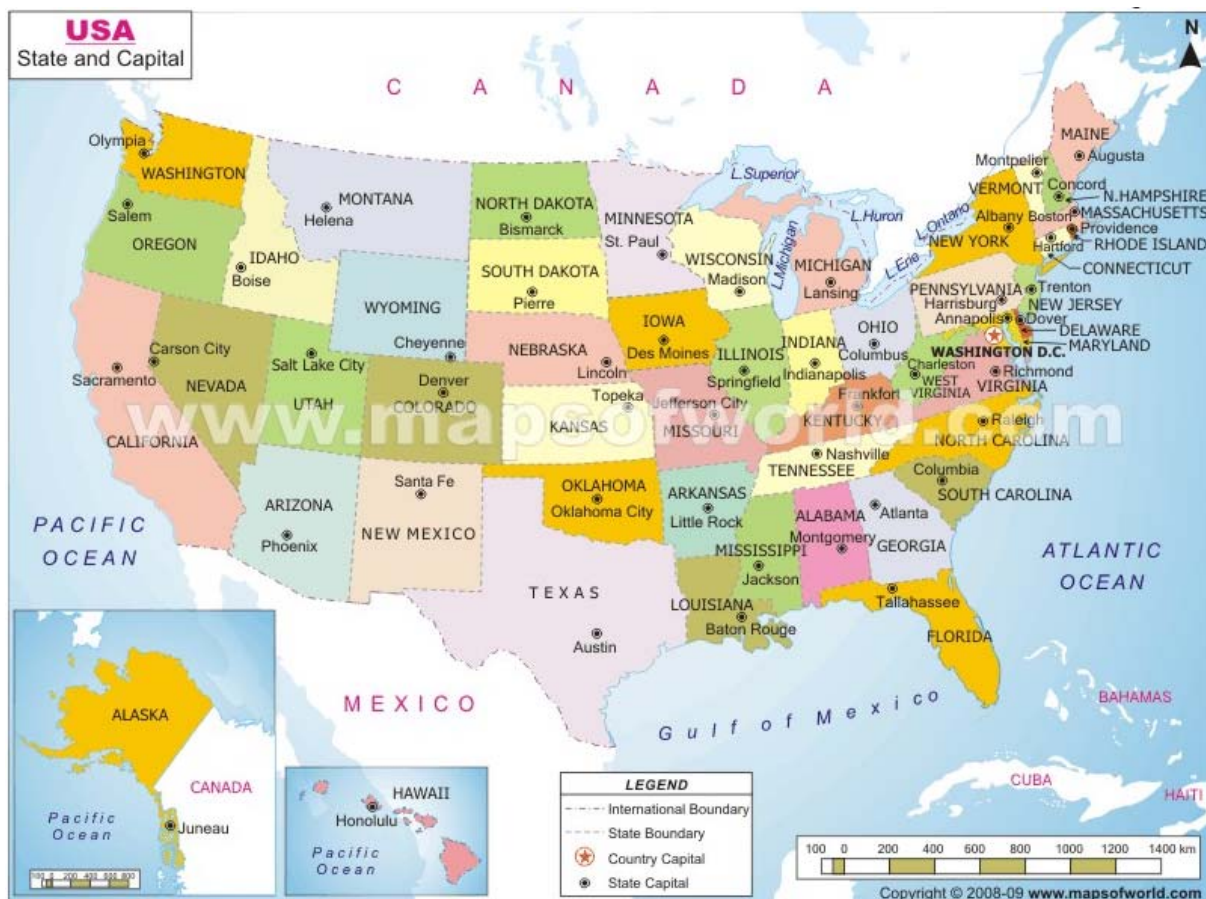 USA
State and Capital
N
C A N A D A
Olympia
WASHINGTON
Salem
OREGON
MONTANA
Helena
IDAHO
Boise
NORTH DAKOTA
Bismarck
MINNESOTA
St. Paul
SOUTH DAKOTA
Pierre
WYOMING
Cheyenne
WISCONSIN
Madison
L.Superior
L.Michigan
L.Huron
L.Ontario
L.Erie
MICHIGAN
Lansing
MAINE
Augusta
Montpelier
VERMONT
Concord
N.HAMPSHIRE
Albany
Boston
MASSACHUSETTS
Providence
NEW YORK
Hartford
RHODE ISLAND
CONNECTICUT
PENNSYLVANIA
Harrisburg
Trenton
NEW JERSEY
Annapolis
Dover
DELAWARE
MARYLAND
WASHINGTON D.C.
Carson City
Sacramento
NEVADA
CALIFORNIA
Salt Lake City
UTAH
Denver
COLORADO
NEBRASKA
Lincoln
IOWA
Des Moines
ILLINOIS
Springfield
INDIANA
Indianapolis
OHIO
Columbus
Charleston
WEST
VIRGINIA
Richmond
VIRGINIA
Topeka
KANSAS
Jefferson City
MISSOURI
Frankfort
KENTUCKY
www.mapsofworld.com
Raleigh
NORTH CAROLINA
Nashville
TENNESSEE
Columbia
SOUTH CAROLINA
ARIZONA
Phoenix
Santa Fe
NEW MEXICO
OKLAHOMA
Oklahoma City
ARKANSAS
Little Rock
ALABAMA
Montgomery
Atlanta
GEORGIA
MISSISSIPPI
Jackson
TEXAS
Austin
LOUISIANA
Baton Rouge
Tallahassee
FLORIDA
PACIFIC
OCEAN
ATLANTIC
OCEAN
MEXICO
Gulf of Mexico
BAHAMAS
CUBA
HAITI
ALASKA
CANADA
Pacific
Ocean
Juneau
100 0 200 400 600 800
HAWAII
Honolulu
Pacific
Ocean
LEGEND
International Boundary
State Boundary
Country Capital
State Capital
100 0 200 400 600 800 1000 1200 1400 km
Copyright © 2008-09 www.mapsofworld.com